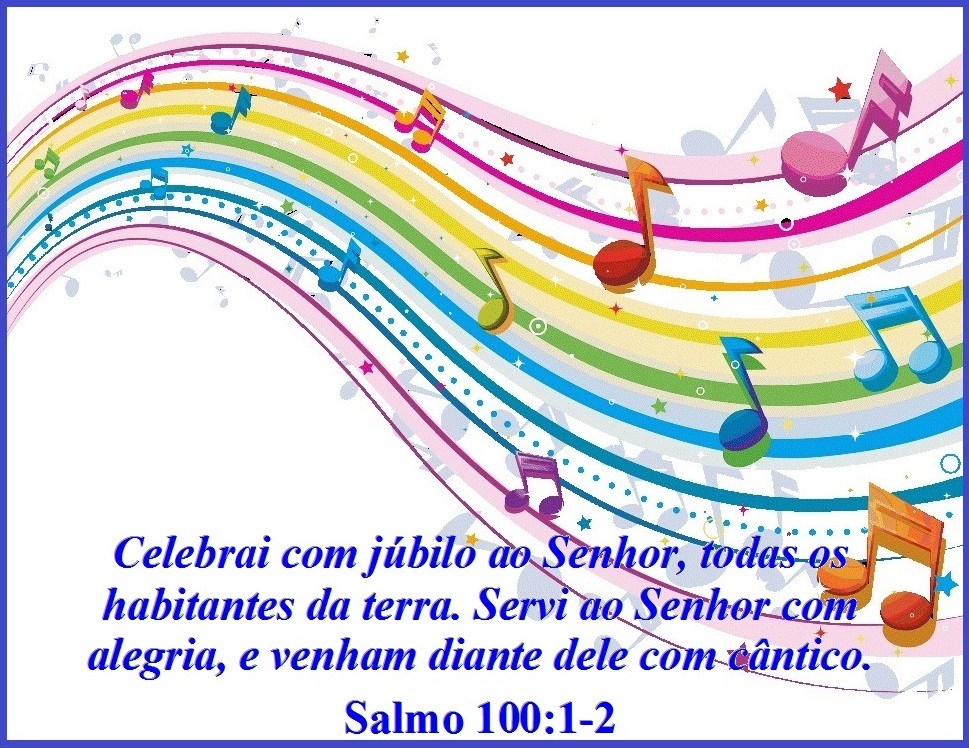 Celebrai com júbilo ao Senhor, todas os
habitantes da terra. Servi ao Senhor com
alegria, e venham diante dele com cântico.
Salmo 100:1-2